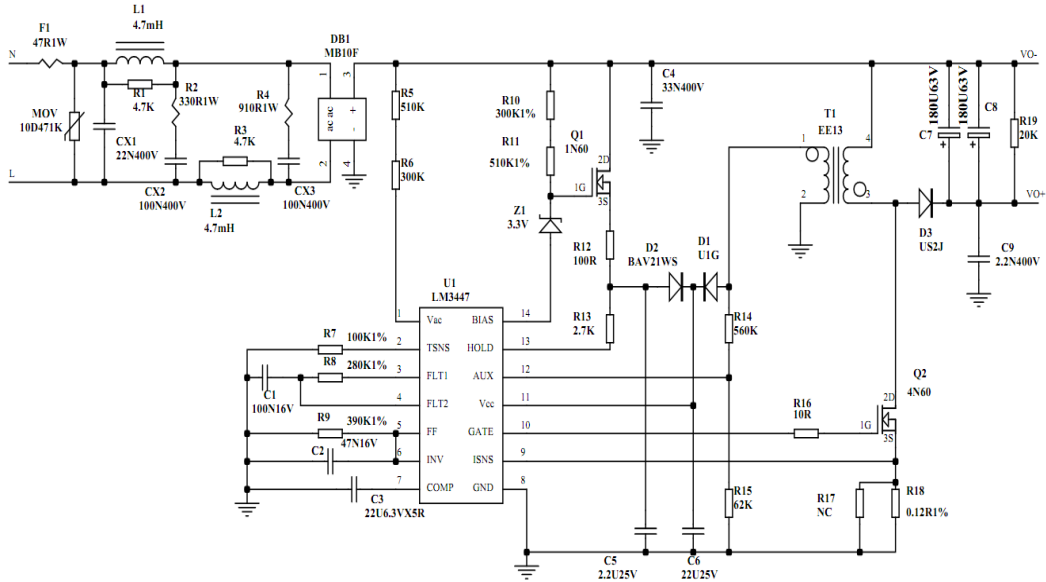 L1
4.7mH
F1
47R1W
N
R1
4.7K
R2
330R1W
R4
910R1W
MOV
10D471K
CX1
22N400V
R3
4.7K
L
CX2
100N400V
L2
4.7mH
CX3
100N400V
DB1
MB10F
1
3
ac ac
- +
2
4
R5
510K
R6
300K
R10
300K1%
R11
510K1%
Q1
1N60
2D
1G
3S
Z1
3.3V
C4
33N400V
R12
100R
R13
2.7K
D2
BAV21WS
D1
U1G
T1
EE13
1
4
2
3
180U63V
180U63V
C7
C8
+
+
R19
20K
VO-
VO+
D3
US2J
C9
2.2N400V
R14
560K
R15
62K
U1
LM3447
1
Vac
BIAS
14
2
TSNS
HOLD
13
3
FLT1
AUX
12
4
FLT2
Vcc
11
5
FF
GATE
10
6
INV
ISNS
9
7
COMP
GND
8
R7
100K1%
R8
280K1%
C1
100N16V
R9
390K1%
47N16V
C2
C3
22U6.3VX5R
R16
10R
Q2
4N60
2D
1G
3S
R17
NC
R18
0.12R1%
C5
2.2U25V
C6
22U25V